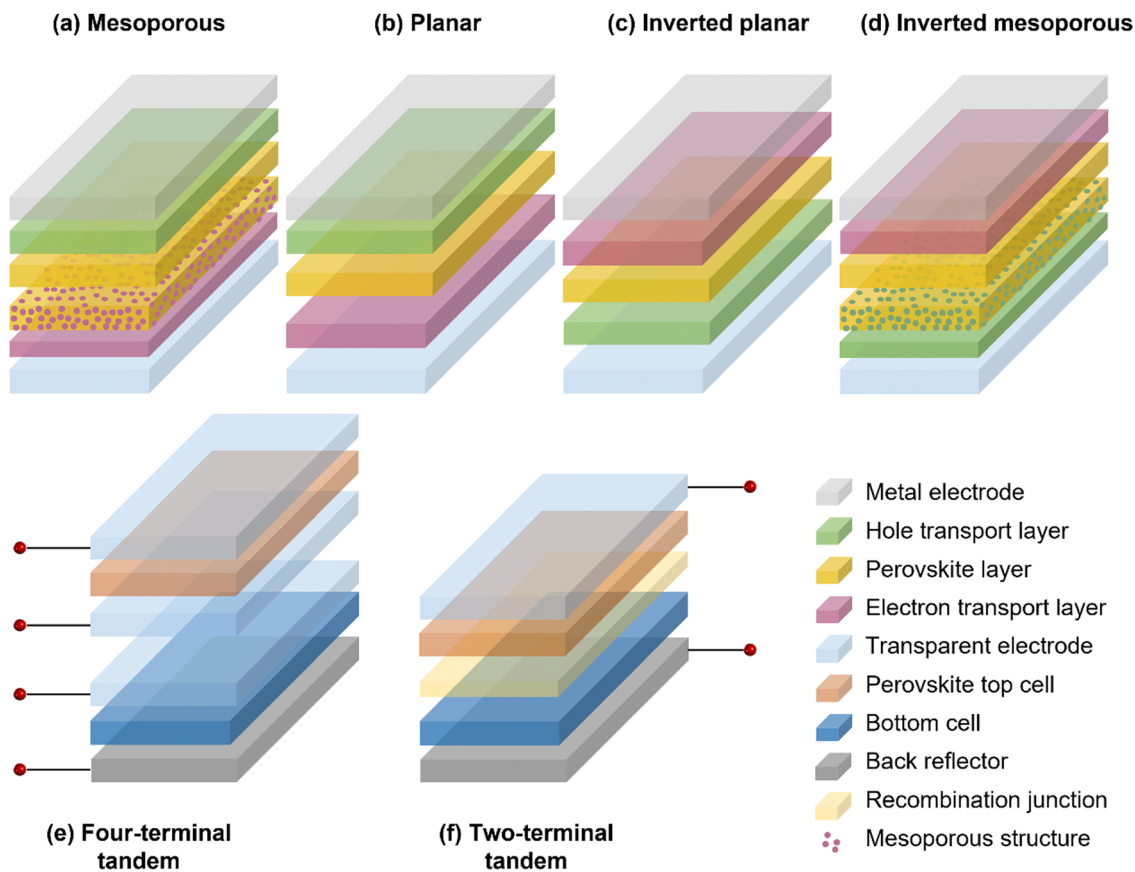 (a) Mesoporous
(b) Planar
(c) Inverted planar
(d) Inverted mesoporous
Metal electrode
Hole transport layer
Perovskite layer
Electron transport layer
Transparent electrode
Perovskite top cell
Bottom cell
Back reflector
Recombination junction
Mesoporous structure
(e) Four-terminal
tandem
(f) Two-terminal
tandem